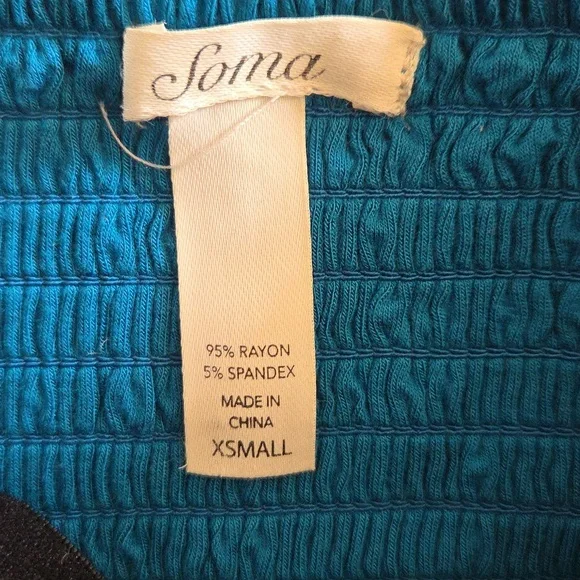 Soma
95% RAYON
5% SPANDEX
MADE IN
CHINA
XSMALL